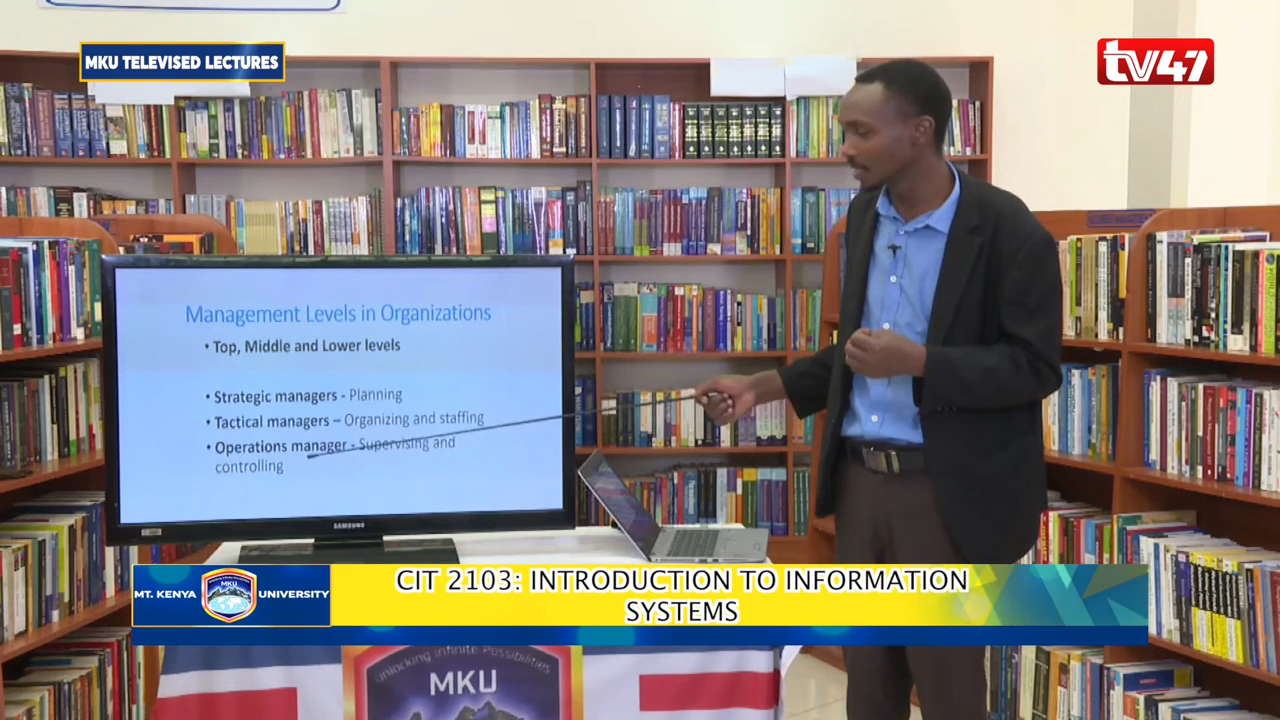 MKU TELEVISED LECTURES
tv47
Management Levels in Organizations
• Top, Middle and Lower levels
• Strategic managers - Planning
• Tactical managers – Organizing and staffing
• Operations manager - Supervising and
controlling
SAMSUNG
MT. KENYA
MKU
UNIVERSITY
CIT 2103: INTRODUCTION TO INFORMATION
SYSTEMS
Unlocking Infinite Possibilities
MKU